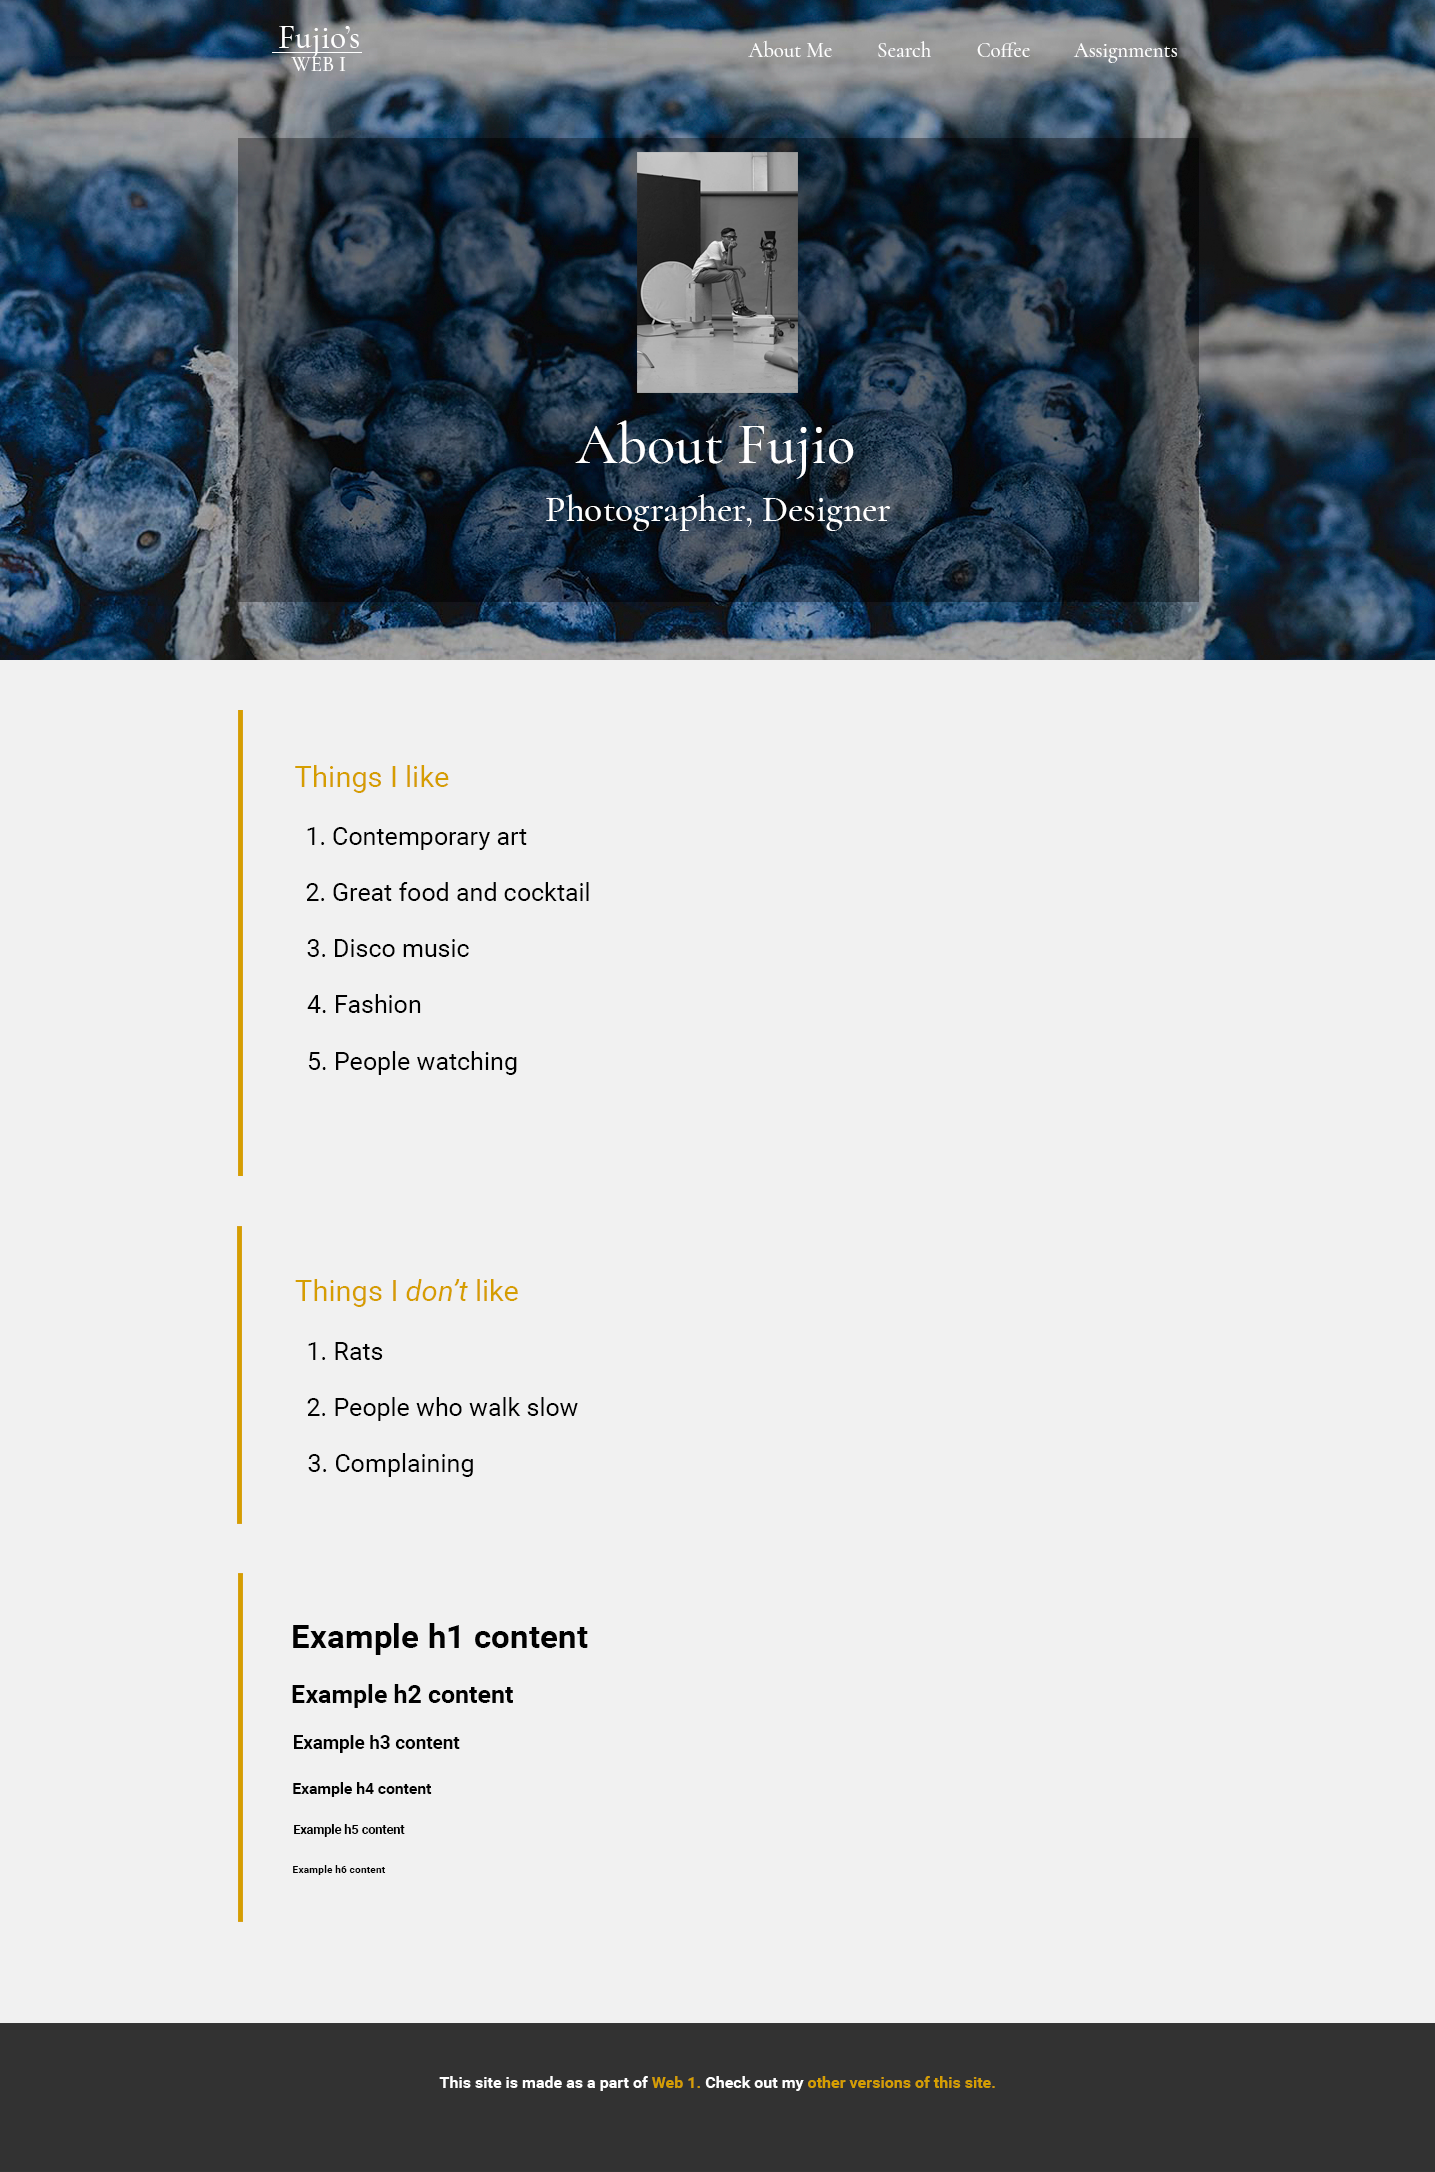 Fujio’s
WEB I
About Me Search Coffee Assignments
About Fujio
Photographer, Designer
Things I like
1. Contemporary art
2. Great food and cocktail
3. Disco music
4. Fashion
5. People watching
Things I don’t like
1. Rats
2. People who walk slow
3. Complaining
Example h1 content
Example h2 content
Example h3 content
Example h4 content
Example h5 content
Example h6 content
This site is made as a part of Web 1. Check out my other versions of this site.